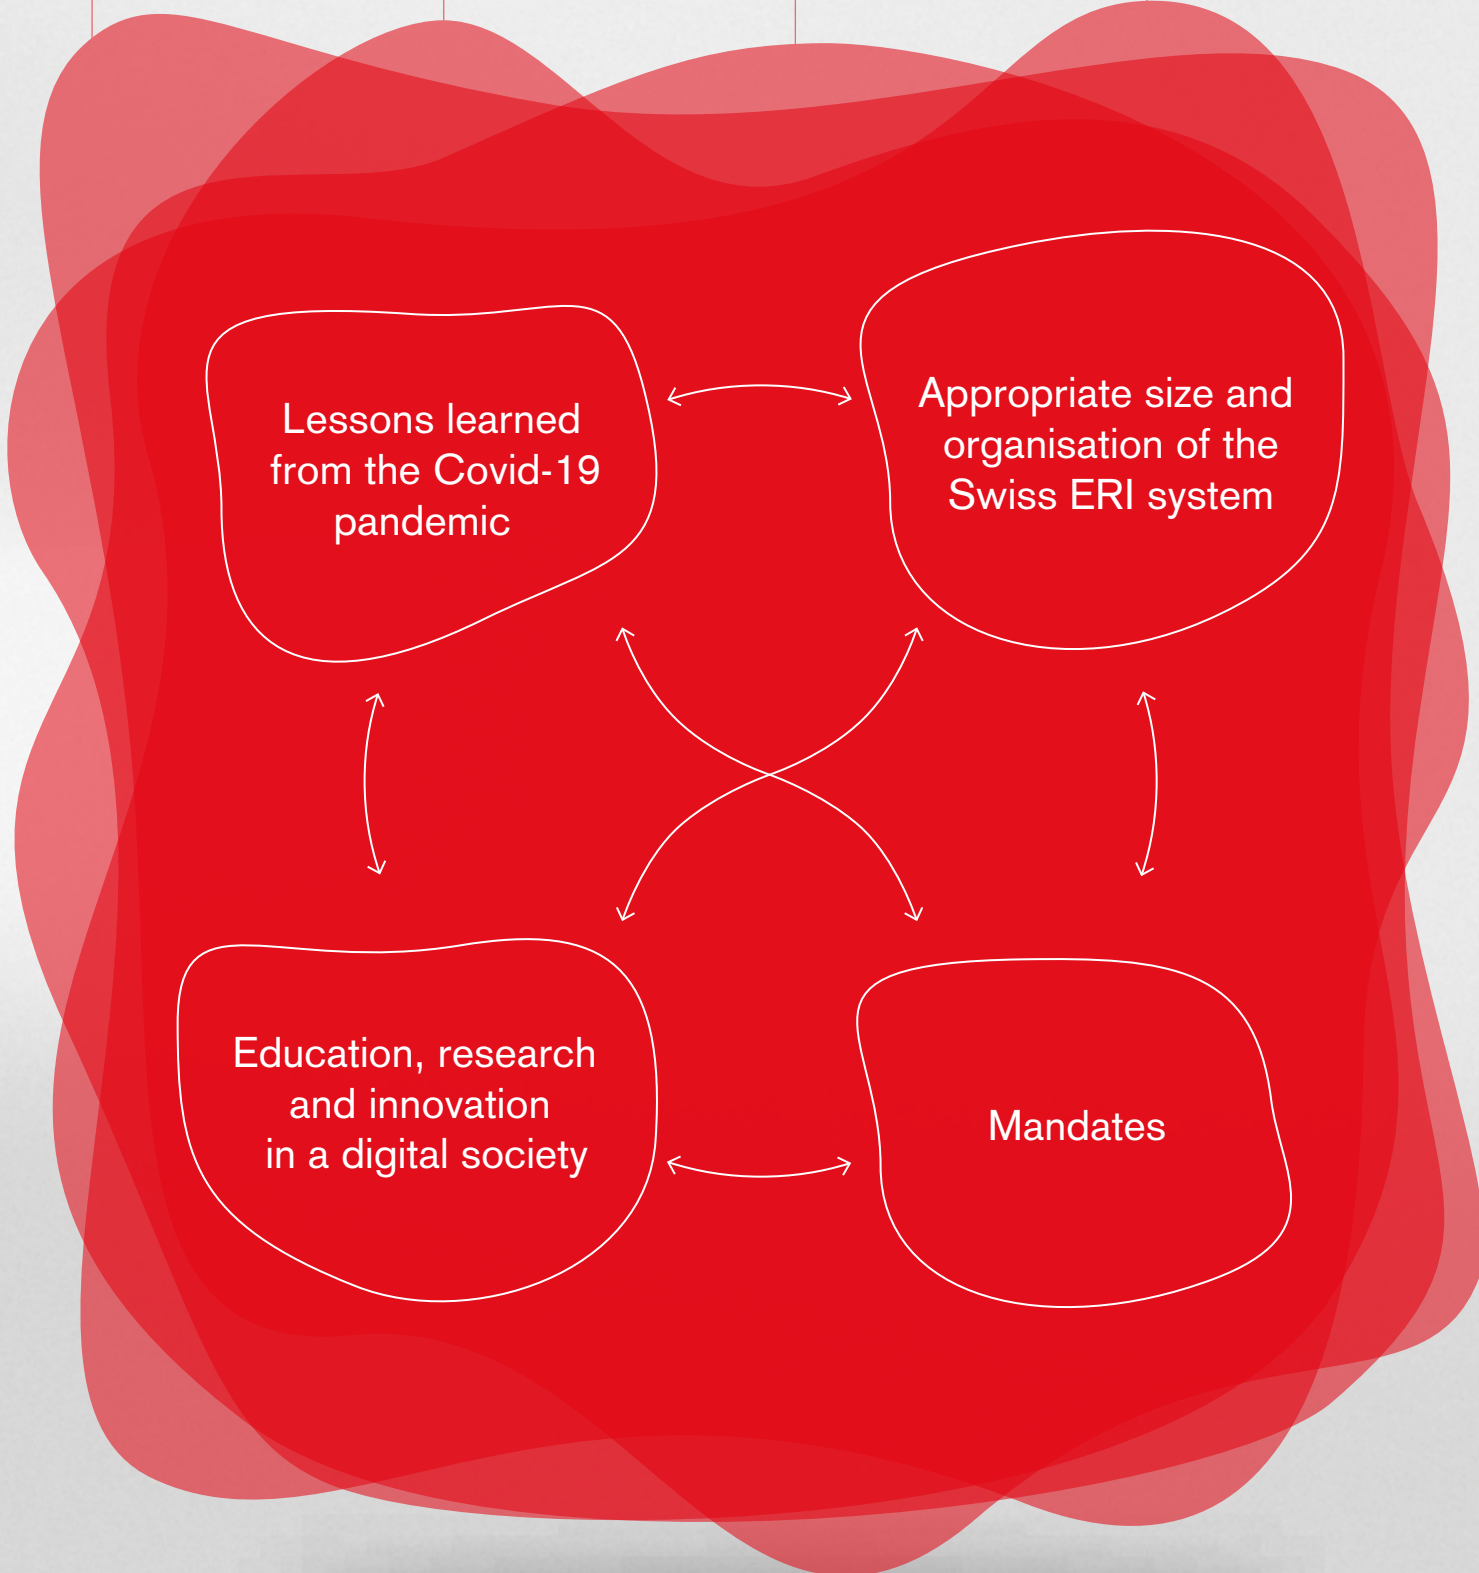 Lessons learned
from the Covid-19
pandemic
Appropriate size and
organisation of the
Swiss ERI system
Education, research
and innovation
in a digital society
Mandates